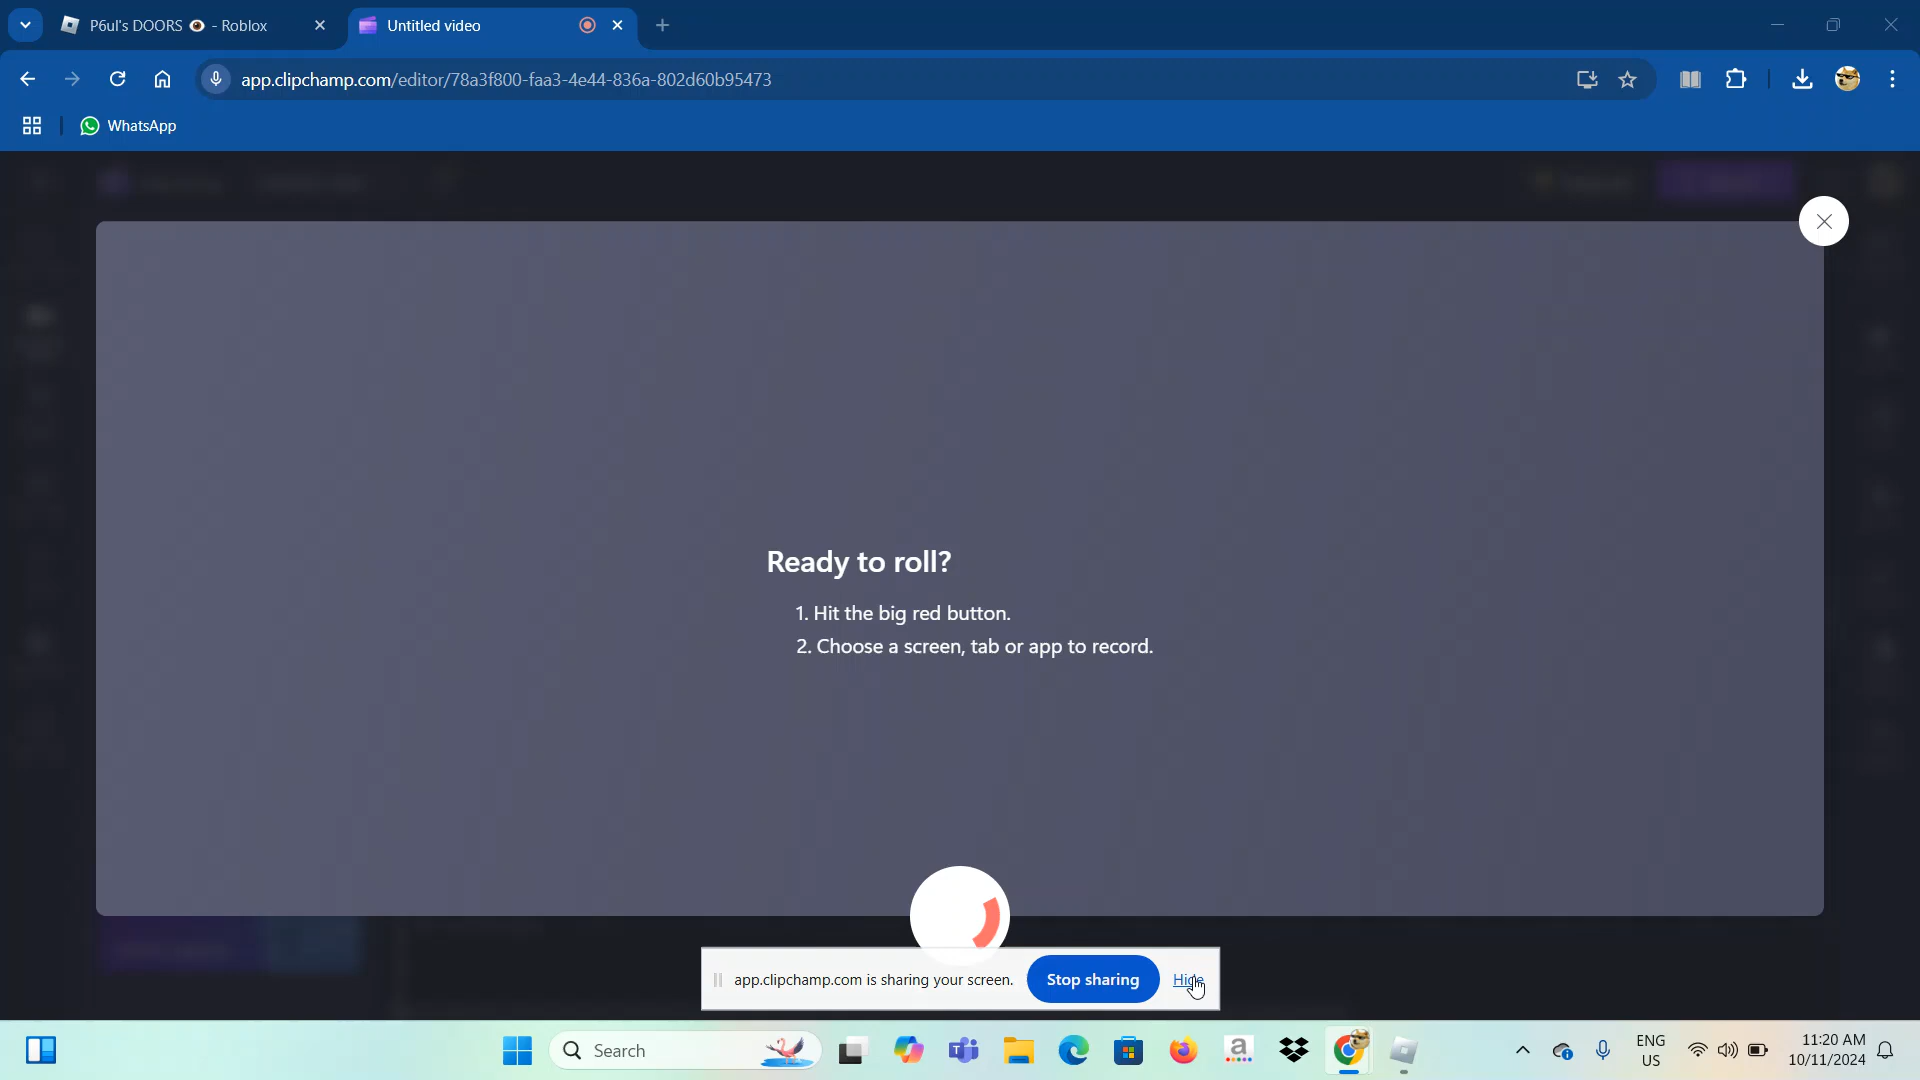 P6ul's DOORS 👁 - Roblox
Untitled video
app.clipchamp.com/editor/78a3f800-faa3-4e44-836a-802d60b95473
WhatsApp
Ready to roll?
1. Hit the big red button.
2. Choose a screen, tab or app to record.
app.clipchamp.com is sharing your screen.
Stop sharing
Hide
Search
ENG
US
11:20 AM
10/11/2024